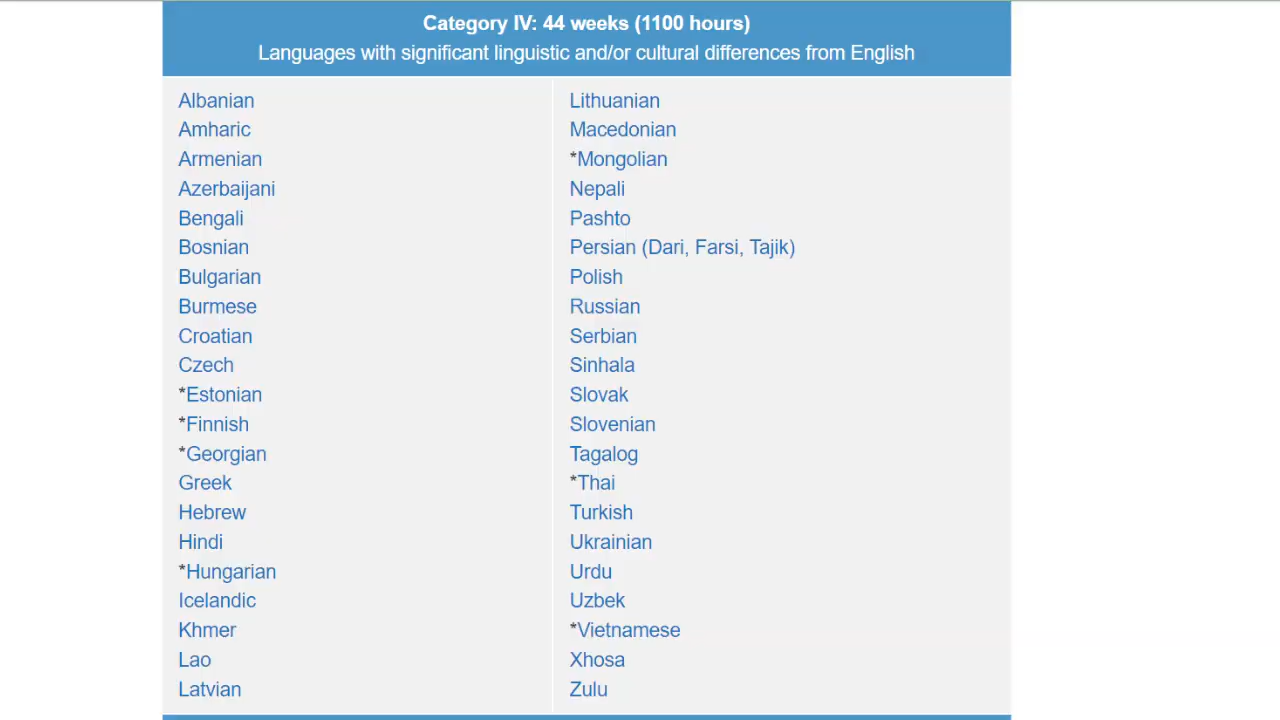 Category IV: 44 weeks (1100 hours)
Languages with significant linguistic and/or cultural differences from English
Albanian
Amharic
Armenian
Azerbaijani
Bengali
Bosnian
Bulgarian
Burmese
Croatian
Czech
*Estonian
*Finnish
*Georgian
Greek
Hebrew
Hindi
*Hungarian
Icelandic
Khmer
Lao
Latvian
Lithuanian
Macedonian
*Mongolian
Nepali
Pashto
Persian (Dari, Farsi, Tajik)
Polish
Russian
Serbian
Sinhala
Slovak
Slovenian
Tagalog
*Thai
Turkish
Ukrainian
Urdu
Uzbek
*Vietnamese
Xhosa
Zulu